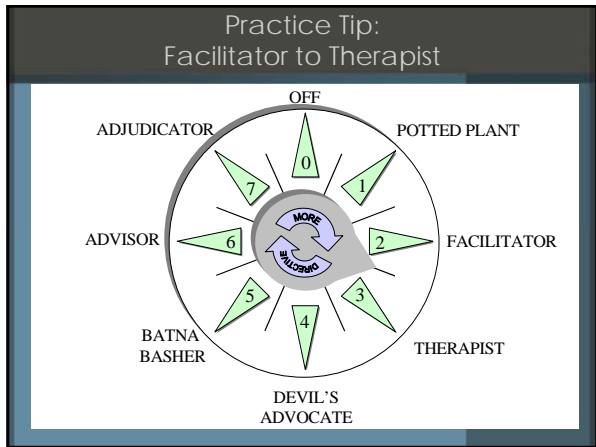 Practice Tip:
Facilitator to Therapist
OFF
ADJUDICATOR
POTTED PLANT
0
7
1
MORE
ADVISOR
6
2
FACILITATOR
DIRECTIVE
5
3
4
BATNA
BASHER
THERAPIST
DEVIL'S
ADVOCATE